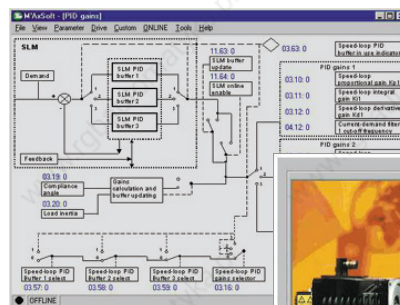 M'AxSoft - [PID gains]
File View Parameter Drive Custom ONLINE Tools Help
SLM
Demand
SLM PID
buffer 1
SLM PID
buffer 2
SLM PID
buffer 3
Feedback
11.63: 0
SLM buffer
update
11.64: 0
SLM online
enable
03.63: 0
Speed-loop PID
buffer in use indicator
PID gains 1
03.10: 0
Speed-loop
proportional gain Kp1
03.11: 0
Speed-loop integral
gain Ki1
03.12: 0
Speed-loop derivative
gain Kd1
04.12: 0
Current-demand filter
1 cut-off frequency
PID gains 2
03.19: 0
Compliance
angle
03.20: 0
Load Inertia
Gains
calculation and
buffer updating
Speed-loop PID
Buffer 1 select
03.57: 0
Speed-loop PID
Buffer 2 select
03.58: 0
Speed-loop PID
Buffer 3 select
03.59: 0
Speed-loop PID
gains selector
03.16: 0
OFFLINE